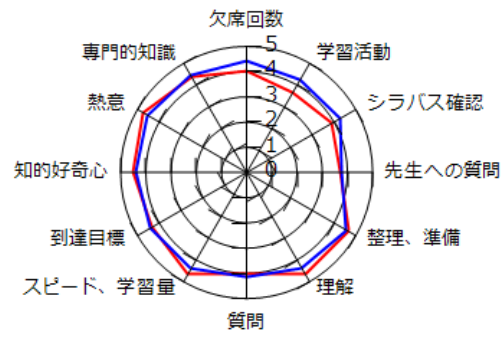 欠席回数
学習活動
シラバス確認
先生への質問
整理、準備
理解
質問
スピード、学習量
到達目標
知的好奇心
熱意
専門的知識
5
4
3
2
1
0